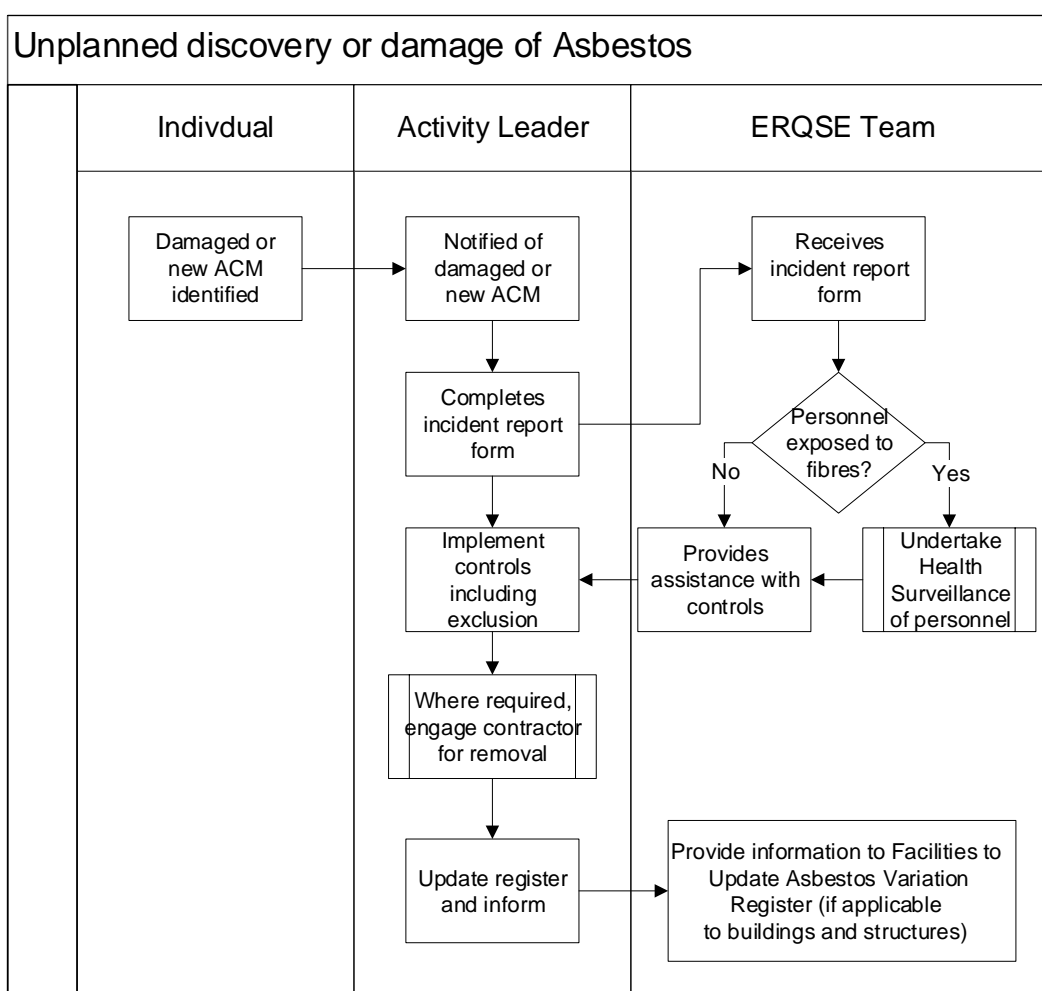 Unplanned discovery or damage of Asbestos
Indivdual
Activity Leader
ERQSE Team
Damaged or
new ACM
identified
Notified of
damaged or
new ACM
Receives
incident report
form
Completes
incident report
form
Personnel
exposed to
fibres?
No
Yes
Implement
controls
including
exclusion
Provides
assistance with
controls
Undertake
Health
Surveillance
of personnel
Where required,
engage contractor
for removal
Update register
and inform
Provide information to Facilities to
Update Asbestos Variation
Register (if applicable
to buildings and structures)